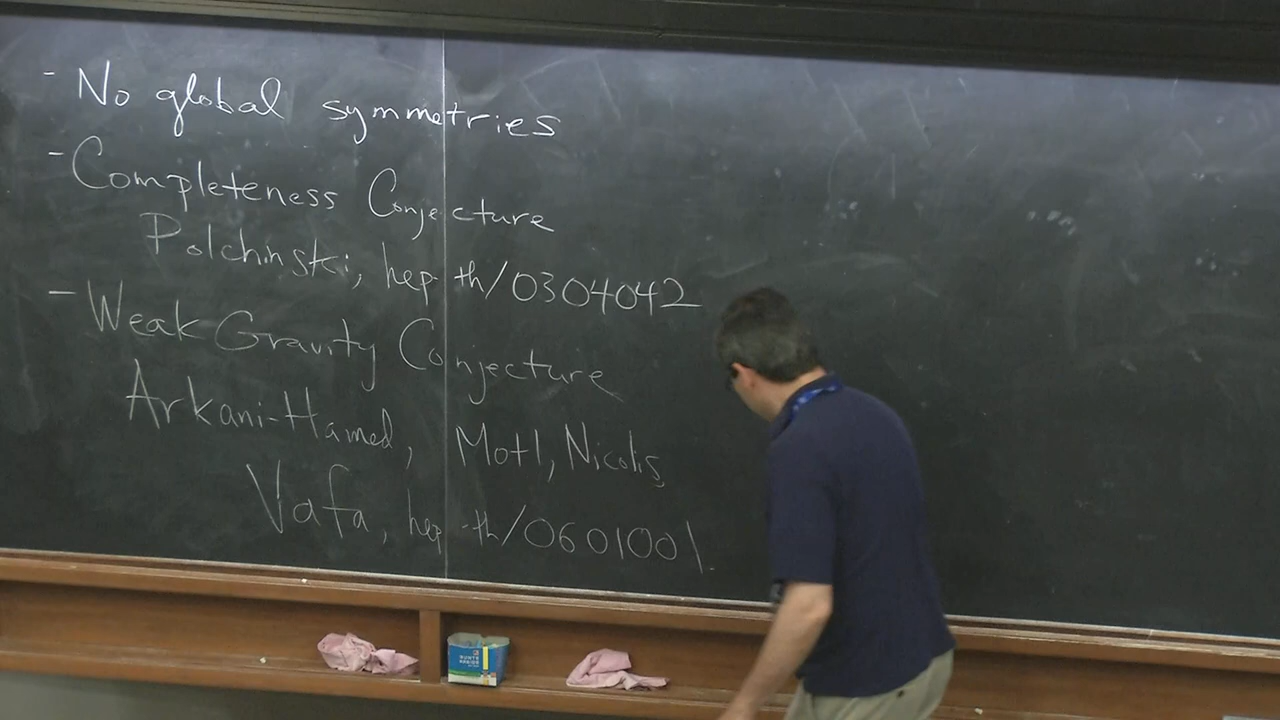 - No global symmetries
- Completeness Conjecture
Polchinski, hep-th/0304042
- Weak Gravity Conjecture
Arkani-Hamed, Motl, Nicolis,
Vafa, hep-th/0601001.